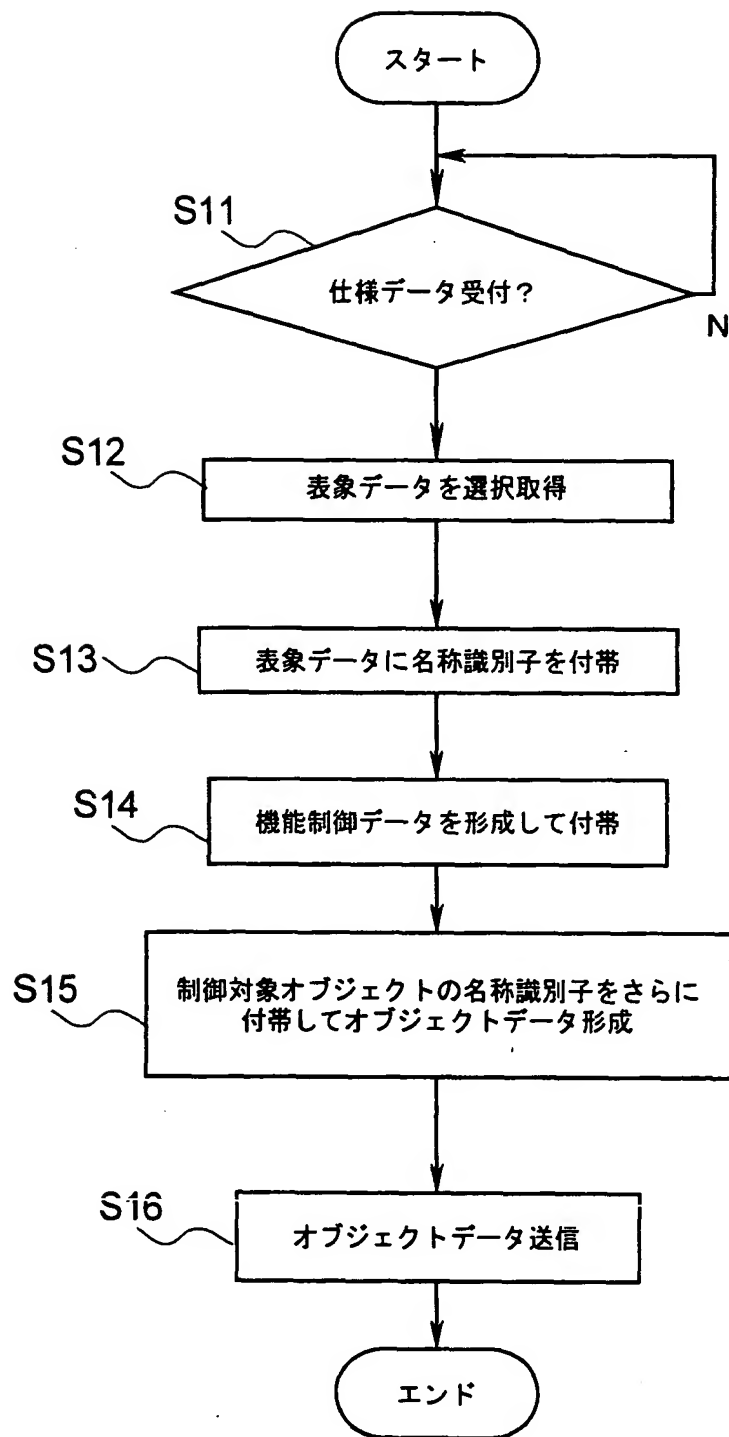 スタート
S11
仕様データ受付？
N
S12
表象データを選択取得
S13
表象データに名称識別子を付帯
S14
機能制御データを形成して付帯
S15
制御対象オブジェクトの名称識別子をさらに
付帯してオブジェクトデータ形成
S16
オブジェクトデータ送信
エンド